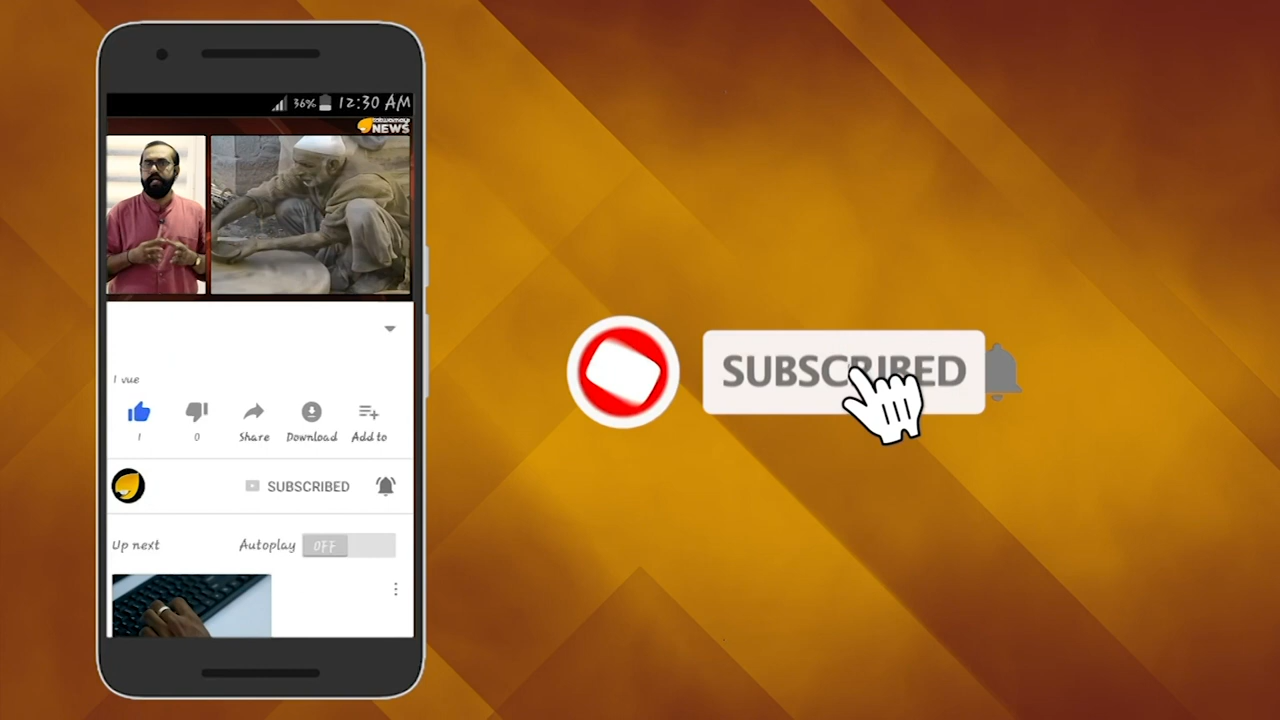 36% 12:30 AM
tatwamayi
NEWS
1 vue
1 0 Share Download Add to
SUBSCRIBED
Up next Autoplay OFF
SUBSCRIBED